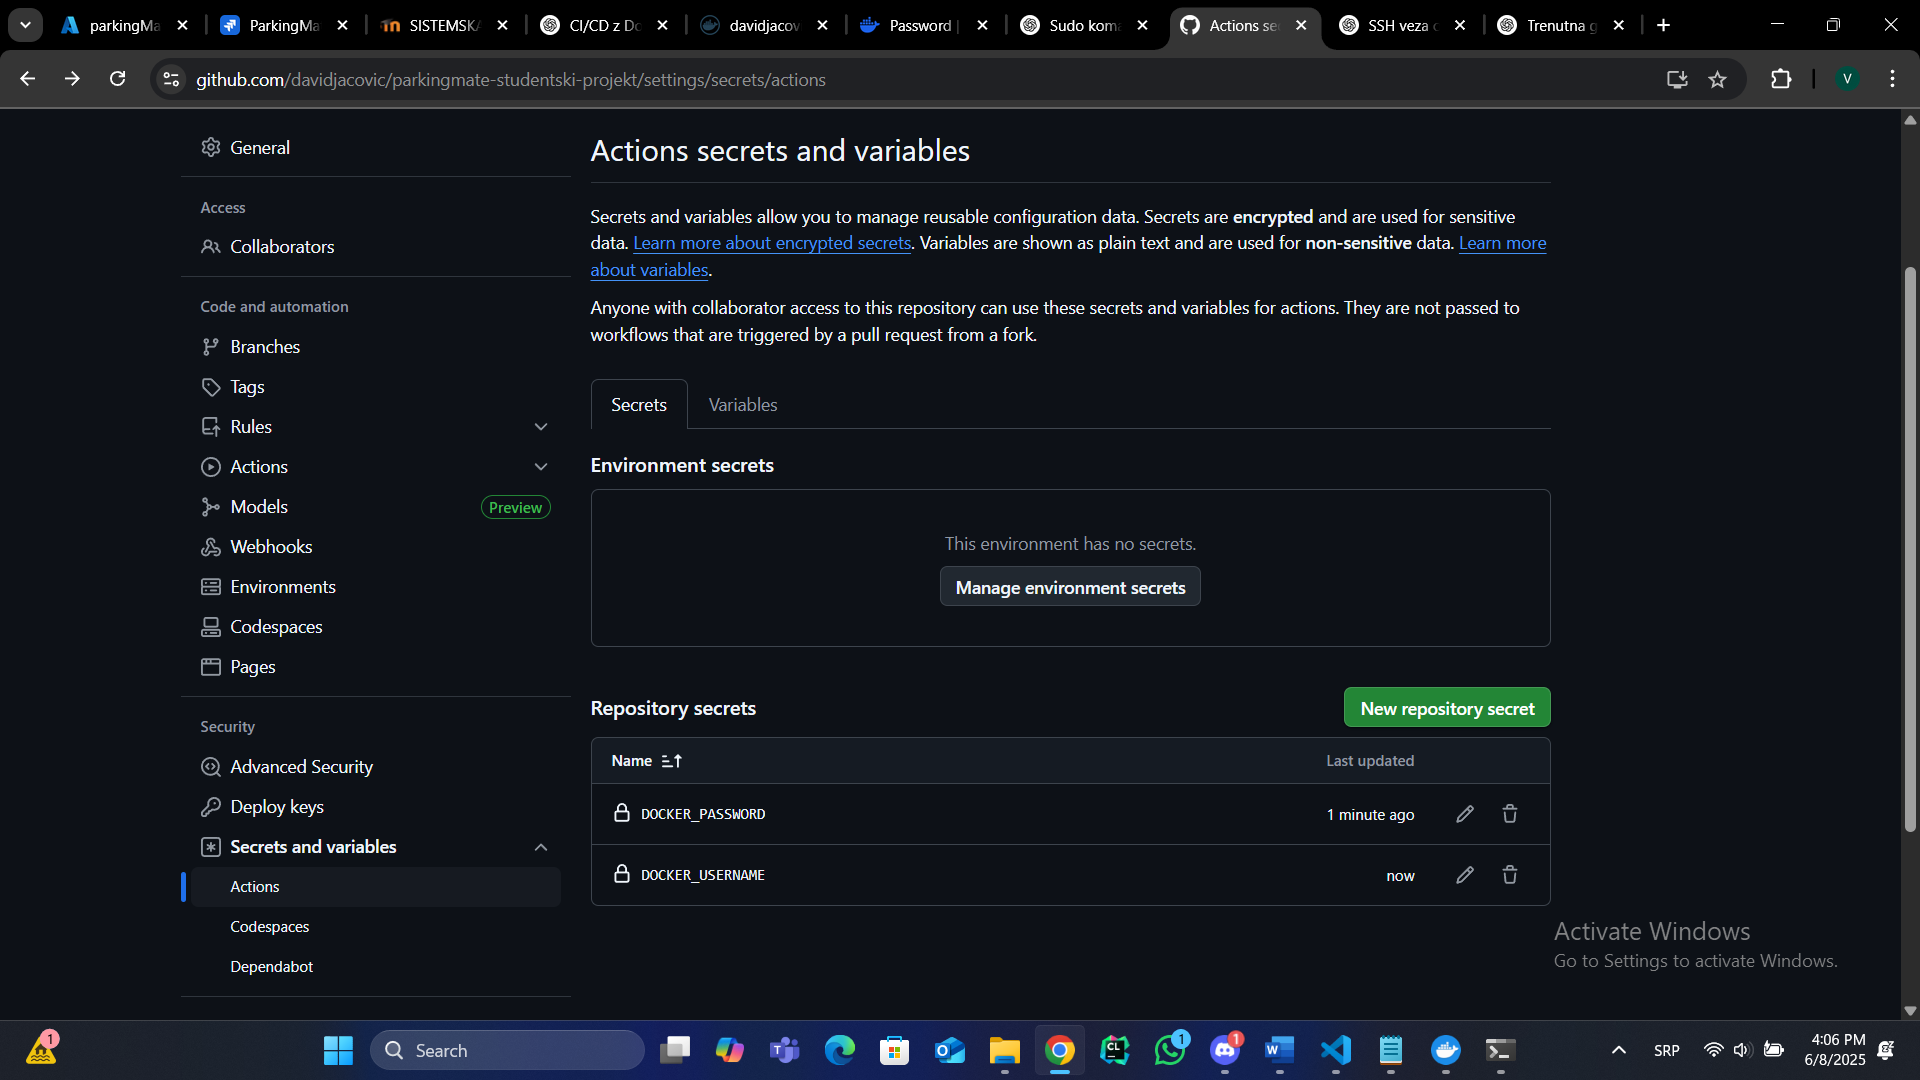 parkingMa
ParkingMa
SISTEMSKA
CI/CD z Do
davidjacov
Password |
Sudo koma
Actions se
SSH veza
Trenutna g
github.com/davidjacovic/parkingmate-studentski-projekt/settings/secrets/actions
V
General
Access
Collaborators
Code and automation
Branches
Tags
Rules
Actions
Models
Preview
Webhooks
Environments
Codespaces
Pages
Security
Advanced Security
Deploy keys
Secrets and variables
Actions
Codespaces
Dependabot
Actions secrets and variables
Secrets and variables allow you to manage reusable configuration data. Secrets are encrypted and are used for sensitive
data. Learn more about encrypted secrets. Variables are shown as plain text and are used for non-sensitive data. Learn more
about variables.
Anyone with collaborator access to this repository can use these secrets and variables for actions. They are not passed to
workflows that are triggered by a pull request from a fork.
Secrets
Variables
Environment secrets
This environment has no secrets.
Manage environment secrets
Repository secrets
New repository secret
Name
Last updated
DOCKER_PASSWORD
1 minute ago
DOCKER_USERNAME
now
Activate Windows
Go to Settings to activate Windows.
1
Search
CL
1
1
SRP
4:06 PM
6/8/2025